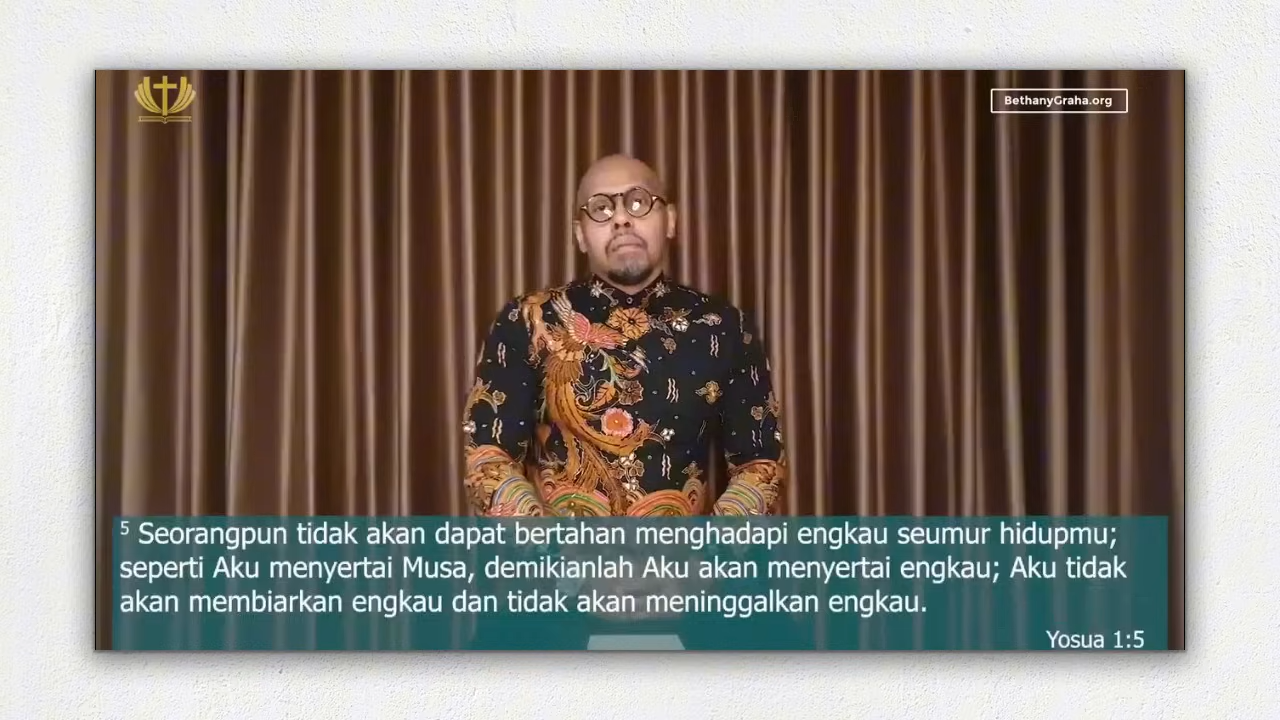 BethanyGraha.org
5 Seorangpun tidak akan dapat bertahan menghadapi engkau seumur hidupmu;
seperti Aku menyertai Musa, demikianlah Aku akan menyertai engkau; Aku tidak
akan membiarkan engkau dan tidak akan meninggalkan engkau.
Yosua 1:5